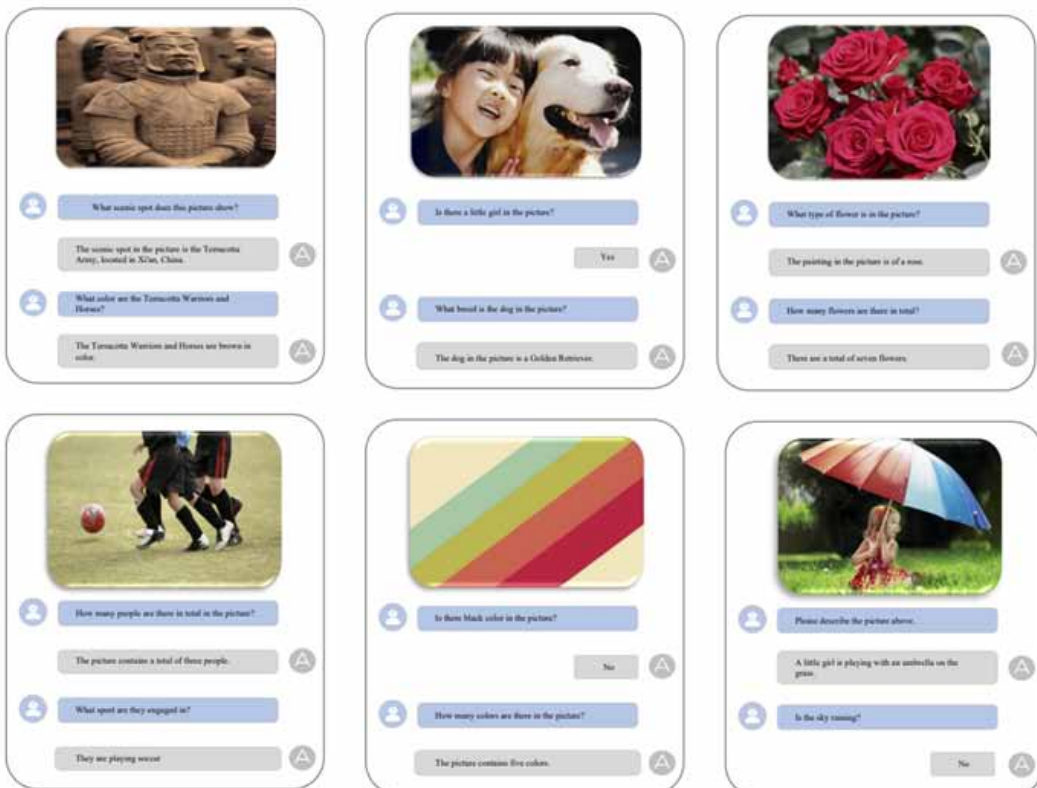 What scenic spot does this picture show?
The scenic spot in the picture is the Terracotta
Army, located in Xi'an, China.
What color are the Terracotta Warriors and
Horses?
The Terracotta Warriors and Horses are brown in
color.
Is there a little girl in the picture?
Yes
What breed is the dog in the picture?
The dog in the picture is a Golden Retriever.
What type of flower is in the picture?
The painting in the picture is of a rose.
How many flowers are there in total?
There are a total of seven flowers.
How many people are there in total in the picture?
The picture contains a total of three people.
What sport are they engaged in?
They are playing soccer
Is there black color in the picture?
No
How many colors are there in the picture?
The picture contains five colors.
Please describe the picture above.
A little girl is playing with an umbrella on the
grass.
Is the sky raining?
No